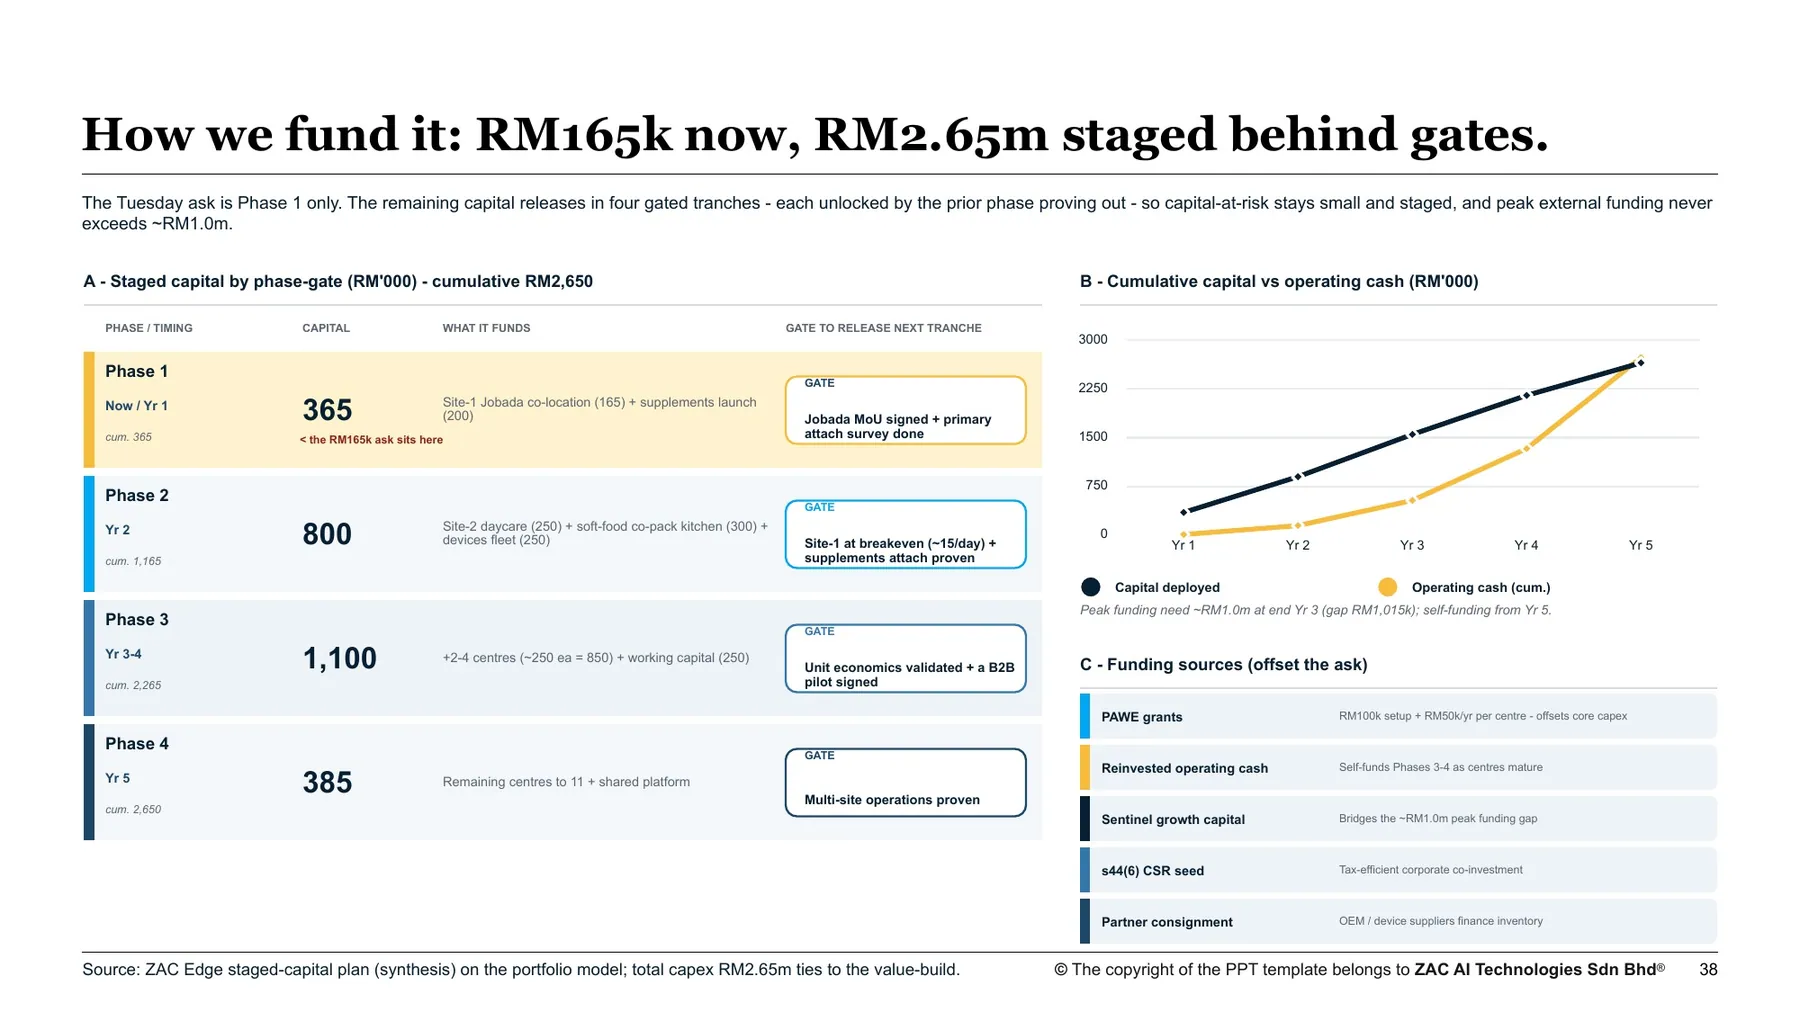 How we fund it: RM165k now, RM2.65m staged behind gates.
The Tuesday ask is Phase 1 only. The remaining capital releases in four gated tranches - each unlocked by the prior phase proving out - so capital-at-risk stays small and staged, and peak external funding never
exceeds ~RM1.0m.
A - Staged capital by phase-gate (RM'000) - cumulative RM2,650
PHASE / TIMING
CAPITAL
WHAT IT FUNDS
GATE TO RELEASE NEXT TRANCHE
Phase 1
Now / Yr 1
cum. 365
365
< the RM165k ask sits here
Site-1 Jobada co-location (165) + supplements launch
(200)
GATE
Jobada MoU signed + primary
attach survey done
Phase 2
Yr 2
cum. 1,165
800
Site-2 daycare (250) + soft-food co-pack kitchen (300) +
devices fleet (250)
GATE
Site-1 at breakeven (~15/day) +
supplements attach proven
Phase 3
Yr 3-4
cum. 2,265
1,100
+2-4 centres (~250 ea = 850) + working capital (250)
GATE
Unit economics validated + a B2B
pilot signed
Phase 4
Yr 5
cum. 2,650
385
Remaining centres to 11 + shared platform
GATE
Multi-site operations proven
B - Cumulative capital vs operating cash (RM'000)
3000
2250
1500
750
0
Yr 1
Yr 2
Yr 3
Yr 4
Yr 5
Capital deployed
Operating cash (cum.)
Peak funding need ~RM1.0m at end Yr 3 (gap RM1,015k); self-funding from Yr 5.
C - Funding sources (offset the ask)
PAWE grants
RM100k setup + RM50k/yr per centre - offsets core capex
Reinvested operating cash
Self-funds Phases 3-4 as centres mature
Sentinel growth capital
Bridges the ~RM1.0m peak funding gap
s44(6) CSR seed
Tax-efficient corporate co-investment
Partner consignment
OEM / device suppliers finance inventory
Source: ZAC Edge staged-capital plan (synthesis) on the portfolio model; total capex RM2.65m ties to the value-build.
© The copyright of the PPT template belongs to ZAC AI Technologies Sdn Bhd®
38